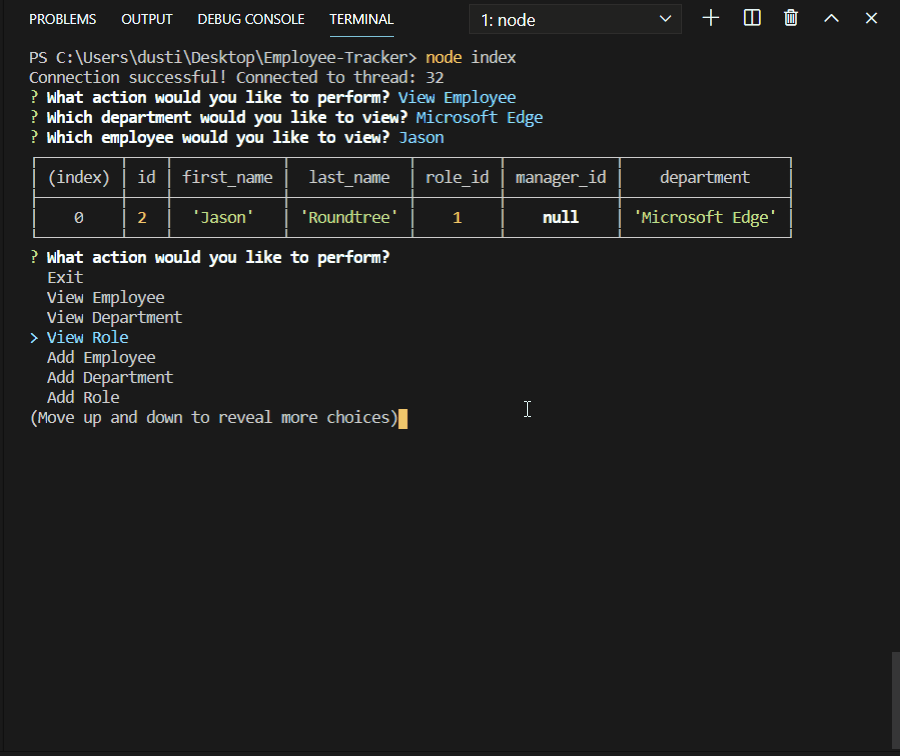 PROBLEMS OUTPUT DEBUG CONSOLE TERMINAL 1: node
PS C:\Users\dusti\Desktop\Employee-Tracker> node index
Connection successful! Connected to thread: 32
? What action would you like to perform? View Employee
? Which department would you like to view? Microsoft Edge
? Which employee would you like to view? Jason
(index) id first_name last_name role_id manager_id department
0 2 'Jason' 'Roundtree' 1 null 'Microsoft Edge'
? What action would you like to perform?
Exit
View Employee
View Department
> View Role
Add Employee
Add Department
Add Role
(Move up and down to reveal more choices)